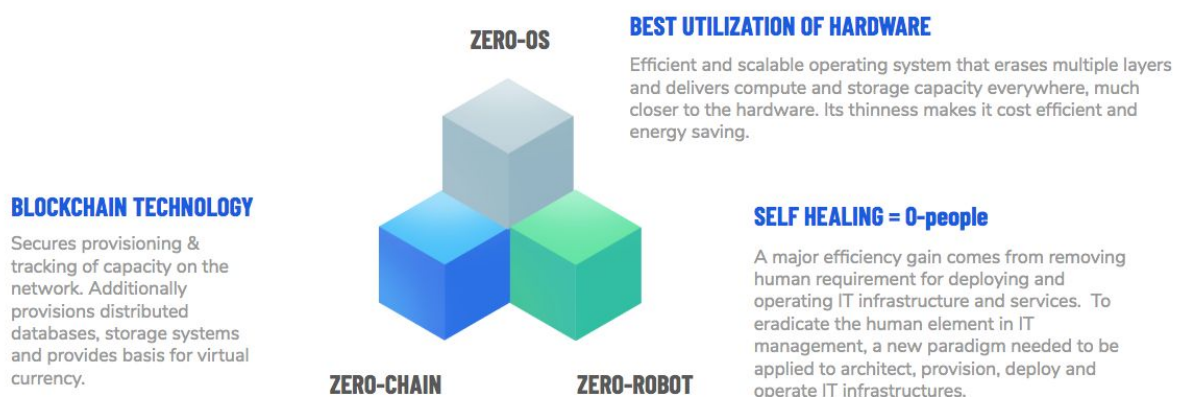 ZERO-OS
BEST UTILIZATION OF HARDWARE
Efficient and scalable operating system that erases multiple layers
and delivers compute and storage capacity everywhere, much
closer to the hardware. Its thinness makes it cost efficient and
energy saving.
BLOCKCHAIN TECHNOLOGY
Secures provisioning &
tracking of capacity on the
network. Additionally
provisions distributed
databases, storage systems
and provides basis for virtual
currency.
SELF HEALING = 0-people
A major efficiency gain comes from removing
human requirement for deploying and
operating IT infrastructure and services. To
eradicate the human element in IT
management, a new paradigm needed to be
applied to architect, provision, deploy and
operate IT infrastructures.
ZERO-CHAIN
ZERO-ROBOT